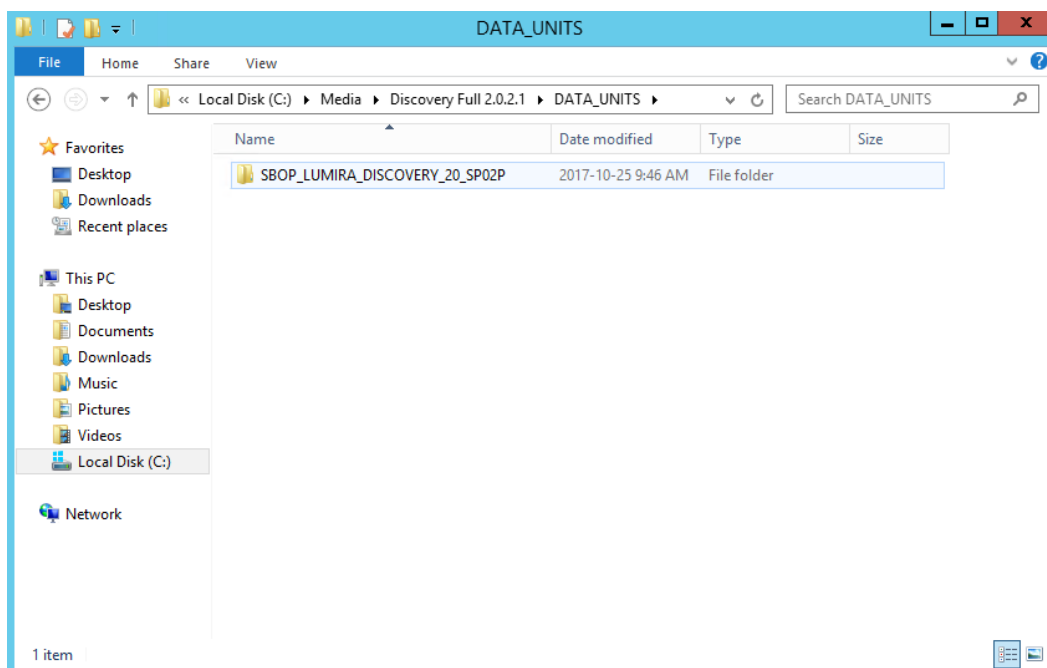 DATA_UNITS
File Home Share View
« Local Disk (C:) Media Discovery Full 2.0.2.1 DATA_UNITS Search DATA_UNITS
Name Date modified Type Size
Favorites
SBOP_LUMIRA_DISCOVERY_20_SP02P 2017-10-25 9:46 AM File folder
Desktop
Downloads
Recent places
This PC
Desktop
Documents
Downloads
Music
Pictures
Videos
Local Disk (C:)
Network
1 item